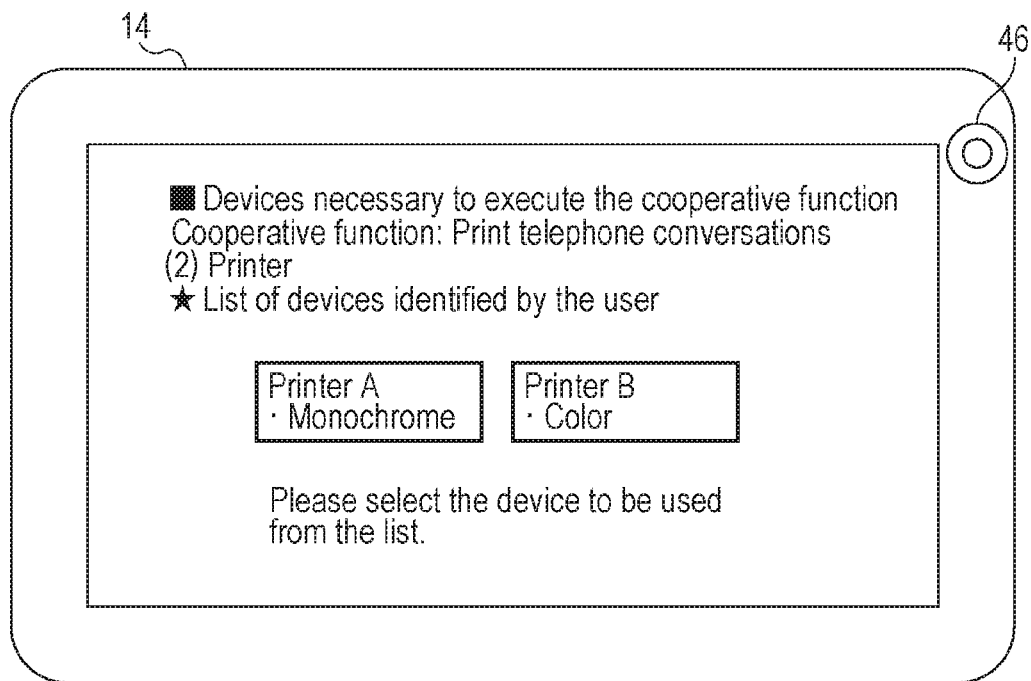 14
46
■ Devices necessary to execute the cooperative function
Cooperative function: Print telephone conversations
(2) Printer
★ List of devices identified by the user
Printer A
· Monochrome
Printer B
· Color
Please select the device to be used
from the list.